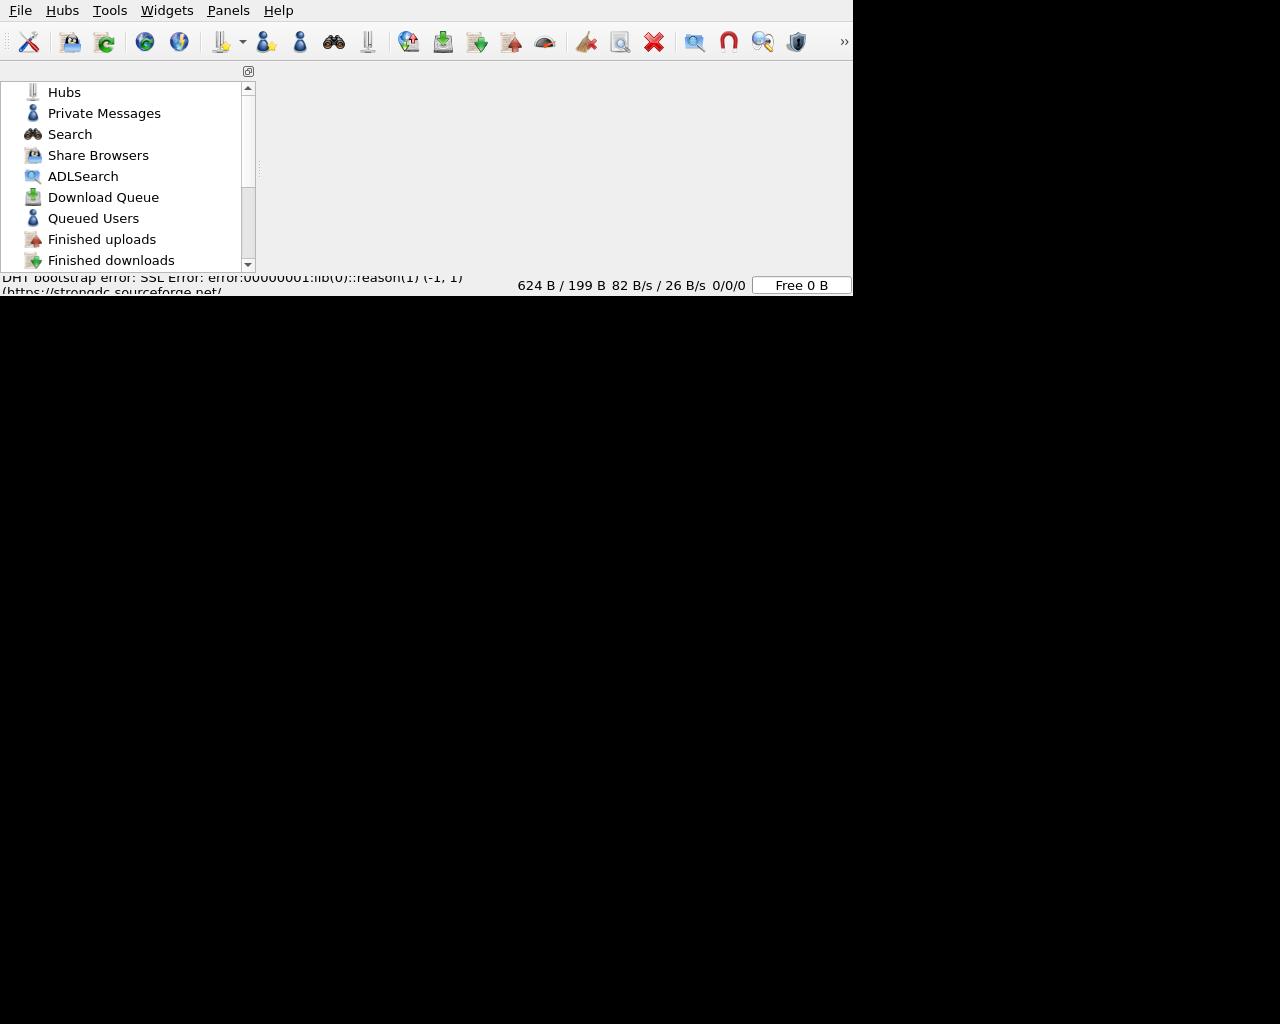 File Hubs Tools Widgets Panels Help
››
Hubs
Private Messages
Search
Share Browsers
ADLSearch
Download Queue
Queued Users
Finished uploads
Finished downloads
DHT bootstrap error: SSL Error: error:00000001:lib(0)::reason(1) (-1, 1)
(https://strongdc.sourceforge.net/
624 B / 199 B 82 B/s / 26 B/s 0/0/0 Free 0 B